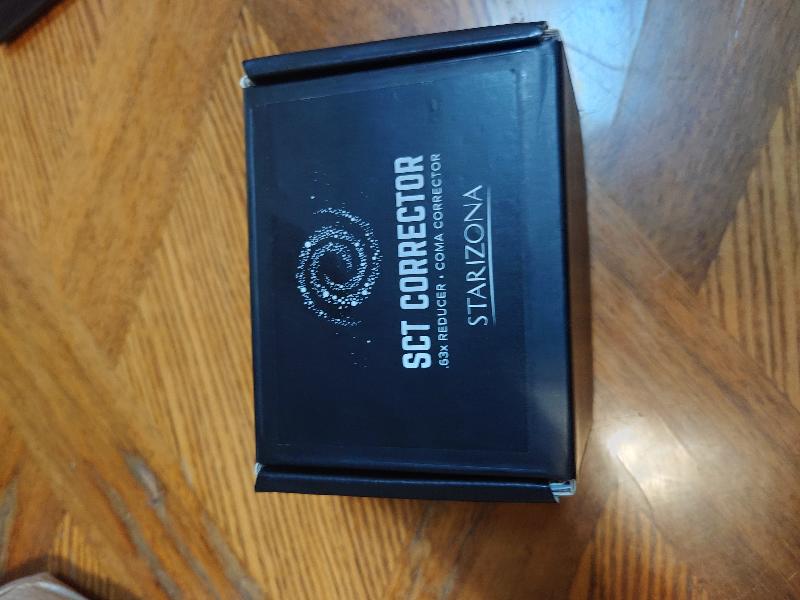 SCT CORRECTOR
.63x REDUCER • COMA CORRECTOR
STARIZONA